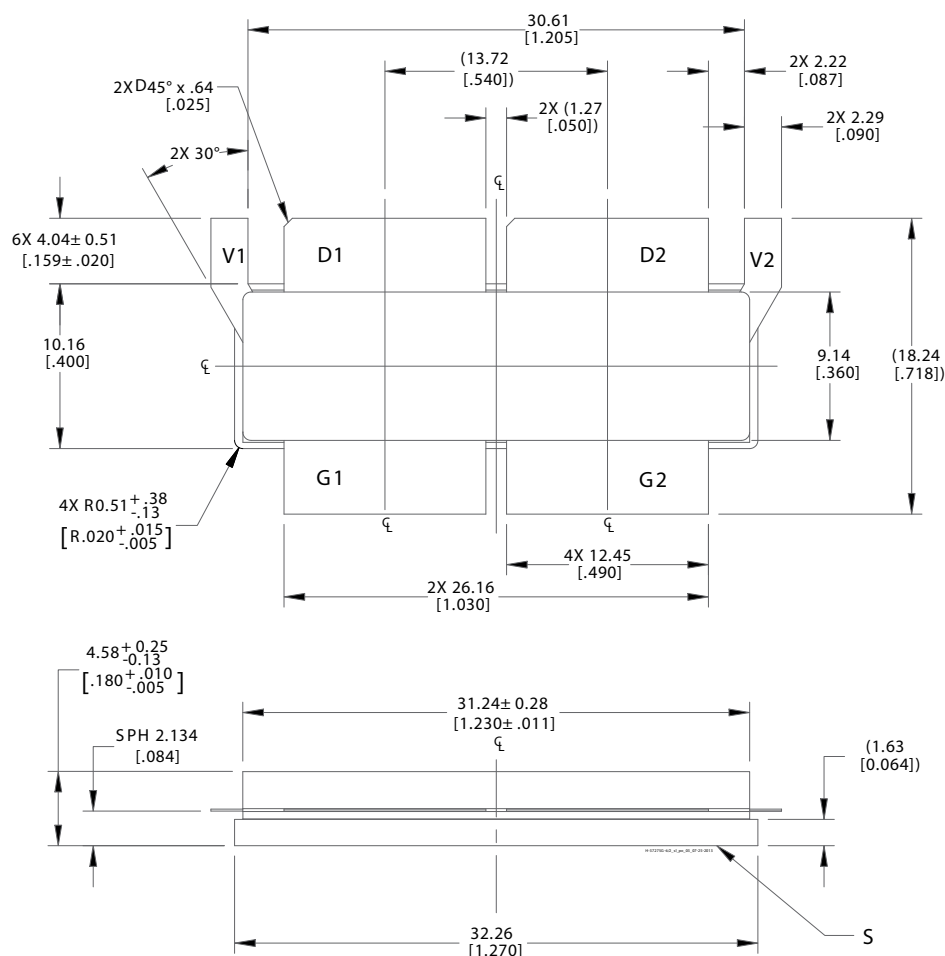 30.61
[1.205]
(13.72
[.540])
2X 2.22
[.087]
2X D 45° x .64
[.025]
2X (1.27
[.050])
2X 2.29
[.090]
2X 30°
℄
6X 4.04± 0.51
[.159± .020]
V1
D1
D2
V2
10.16
[.400]
℄
9.14
[.360]
(18.24
[.718])
G1
G2
4X R0.51 + .38
-.13
[R.020 + .015
-.005 ]
℄
℄
4X 12.45
[.490]
2X 26.16
[1.030]
4.58 + 0.25
-0.13
[.180 + .010
-.005 ]
31.24± 0.28
[1.230± .011]
SPH 2.134
[.084]
℄
(1.63
[0.064])
S
32.26
[1.270]